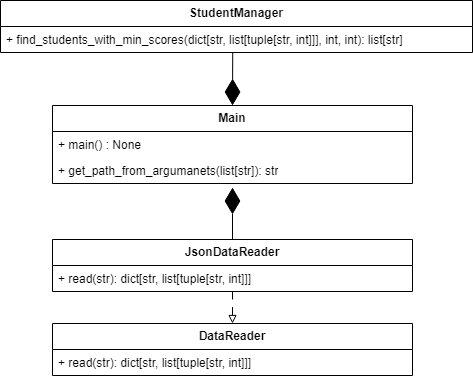 StudentManager
+ find_students_with_min_scores(dict[str, list[tuple[str, int]]], int, int): list[str]
Main
+ main() : None
+ get_path_from_argumanets(list[str]): str
JsonDataReader
+ read(str): dict[str, list[tuple[str, int]]]
DataReader
+ read(str): dict[str, list[tuple[str, int]]]